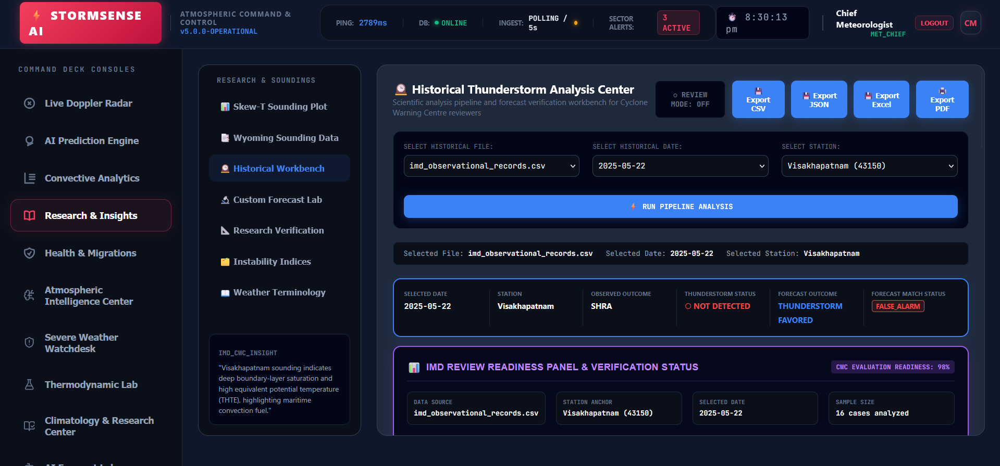 ⚡ STORMSENSE
AI
ATMOSPHERIC COMMAND &
CONTROL
v5.0.0-OPERATIONAL
PING: 2789ms
DB: ONLINE
INGEST: POLLING /
5s
SECTOR
ALERTS:
3
ACTIVE
8:30:13
pm
Chief
Meteorologist
MET_CHIEF
LOGOUT
CM
COMMAND DECK CONSOLES
Live Doppler Radar
AI Prediction Engine
Convective Analytics
Research & Insights
Health & Migrations
Atmospheric
Intelligence Center
Severe Weather
Watchdesk
Thermodynamic Lab
Climatology & Research
Center
RESEARCH & SOUNDINGS
Skew-T Sounding Plot
Wyoming Sounding Data
Historical Workbench
Custom Forecast Lab
Research Verification
Instability Indices
Weather Terminology
IMD_CWC_INSIGHT
"Visakhapatnam sounding indicates
deep boundary-layer saturation and
high equivalent potential temperature
(THTE), highlighting maritime
convection fuel."
Historical Thunderstorm Analysis Center
Scientific analysis pipeline and forecast verification workbench for Cyclone
Warning Centre reviewers
○ REVIEW
MODE: OFF
Export
CSV
Export
JSON
Export
Excel
Export
PDF
SELECT HISTORICAL FILE:
imd_observational_records.csv
SELECT HISTORICAL DATE:
2025-05-22
SELECT STATION:
Visakhapatnam (43150)
⚡ RUN PIPELINE ANALYSIS
Selected File: imd_observational_records.csv Selected Date: 2025-05-22 Selected Station: Visakhapatnam
SELECTED DATE
2025-05-22
STATION
Visakhapatnam
OBSERVED OUTCOME
SHRA
THUNDERSTORM STATUS
○ NOT DETECTED
FORECAST OUTCOME
THUNDERSTORM
FAVORED
FORECAST MATCH STATUS
FALSE_ALARM
IMD REVIEW READINESS PANEL & VERIFICATION STATUS
CWC EVALUATION READINESS: 98%
DATA SOURCE
imd_observational_records.csv
STATION ANCHOR
Visakhapatnam (43150)
SELECTED DATE
2025-05-22
SAMPLE SIZE
16 cases analyzed